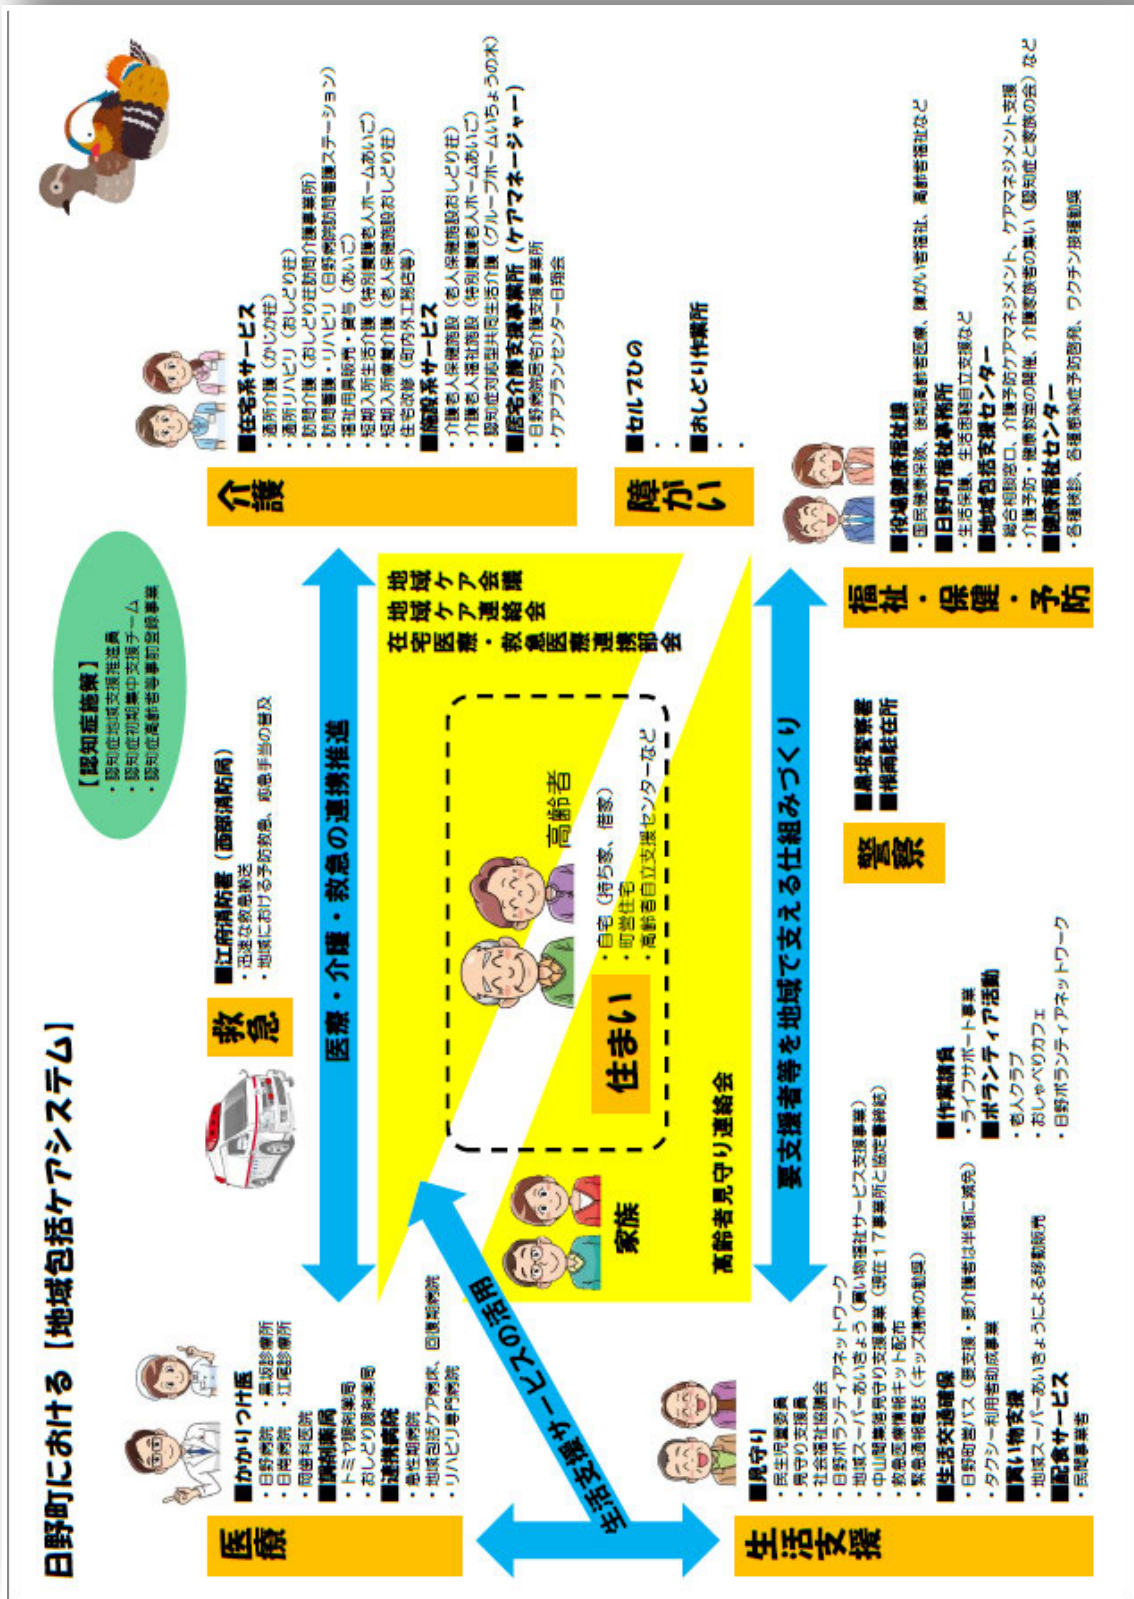 日野町における【地域包括ケアシステム】
【認知症施策】
・認知症地域支援推進員
・認知症初期集中支援チーム
・認知症高齢者等事前登録事業
医療
■かかりつけ医
・日野病院 ・黒坂診療所
・日南病院 ・江尾診療所
・岡歯科医院
■調剤薬局
・トミヤ調剤薬局
・おしどり調剤薬局
■連携病院
・急性期病院
・地域包括ケア病床、回復期病院
・リハビリ専門病院
救急
■江府消防署（西部消防局）
・迅速な救急搬送
・地域における予防救急、応急手当の普及
介護
■在宅系サービス
・通所介護（かじか荘）
・通所リハビリ（おしどり荘）
・訪問介護（おしどり荘訪問介護事業所）
・訪問看護・リハビリ（日野病院訪問看護ステーション）
・福祉用具販売・貸与（あいご）
・短期入所生活介護（特別養護老人ホームあいご）
・短期入所療養介護（老人保健施設おしどり荘）
・住宅改修（町内外工務店等）
■施設系サービス
・介護老人保健施設（老人保健施設おしどり荘）
・介護老人福祉施設（特別養護老人ホームあいご）
・認知症対応型共同生活介護（グループホームいちょうの木）
■居宅介護支援事業所（ケアマネージャー）
・日野病院居宅介護支援事業所
・ケアプランセンター日翔会
医療・介護・救急の連携推進
地域ケア会議
地域ケア連絡会
在宅医療・救急医療連携部会
高齢者
住まい
・自宅（持ち家、借家）
・町営住宅
・高齢者自立支援センターなど
家族
生活支援サービスの活用
高齢者見守り連絡会
要支援者等を地域で支える仕組みづくり
障がい
■セルプひの
・
・
■おしどり作業所
・
・
生活支援
■見守り
・民生児童委員
・見守り支援員
・社会福祉協議会
・日野ボランティアネットワーク
・地域スーパーあいきょう（買い物福祉サービス支援事業）
・中山間集落見守り支援事業（現在１７事業所と協定書締結）
・救急医療情報キット配布
・緊急通報電話（キッズ携帯の勧奨）
■生活交通確保
・日野町営バス（要支援・要介護者は半額に減免）
・タクシー利用者助成事業
■買い物支援
・地域スーパーあいきょうによる移動販売
■配食サービス
・民間事業者
■作業請負
・ライフサポート事業
■ボランティア活動
・老人クラブ
・おしゃべりカフェ
・日野ボランティアネットワーク
警察
■黒坂警察署
■根雨駐在所
福祉・保健・予防
■役場健康福祉課
・国民健康保険、後期高齢者医療、障がい者福祉、高齢者福祉など
■日野町福祉事務所
・生活保護、生活困窮自立支援など
■地域包括支援センター
・総合相談窓口、介護予防ケアマネジメント、ケアマネジメント支援
・介護予防・健康教室の開催、介護家族者の集い（認知症と家族の会）など
■健康福祉センター
・各種検診、各種感染症予防啓発、ワクチン接種勧奨